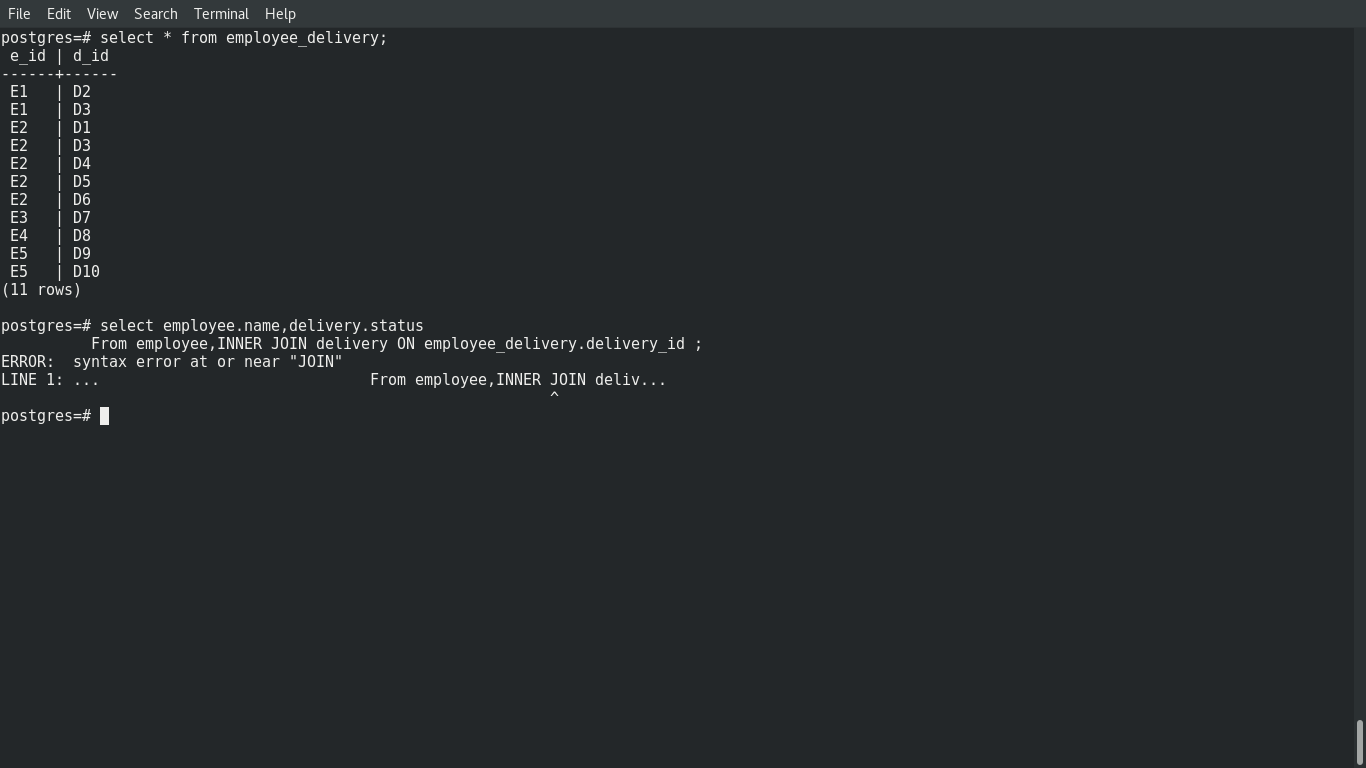 File Edit View Search Terminal Help
postgres=# select * from employee_delivery;
 e_id | d_id
------+------
 E1   | D2
 E1   | D3
 E2   | D1
 E2   | D3
 E2   | D4
 E2   | D5
 E2   | D6
 E3   | D7
 E4   | D8
 E5   | D9
 E5   | D10
(11 rows)
postgres=# select employee.name,delivery.status
          From employee,INNER JOIN delivery ON employee_delivery.delivery_id ;
ERROR:  syntax error at or near "JOIN"
LINE 1: ...                              From employee,INNER JOIN deliv...
                                                             ^
postgres=#